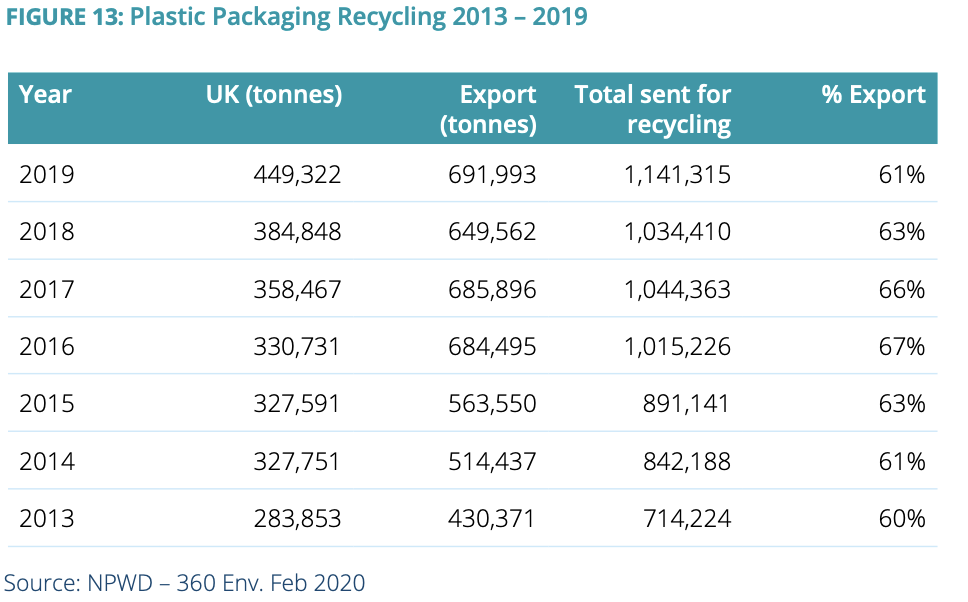 FIGURE 13: Plastic Packaging Recycling 2013 – 2019
Year UK (tonnes) Export (tonnes) Total sent for recycling % Export
2019 449,322 691,993 1,141,315 61%
2018 384,848 649,562 1,034,410 63%
2017 358,467 685,896 1,044,363 66%
2016 330,731 684,495 1,015,226 67%
2015 327,591 563,550 891,141 63%
2014 327,751 514,437 842,188 61%
2013 283,853 430,371 714,224 60%
Source: NPWD – 360 Env. Feb 2020